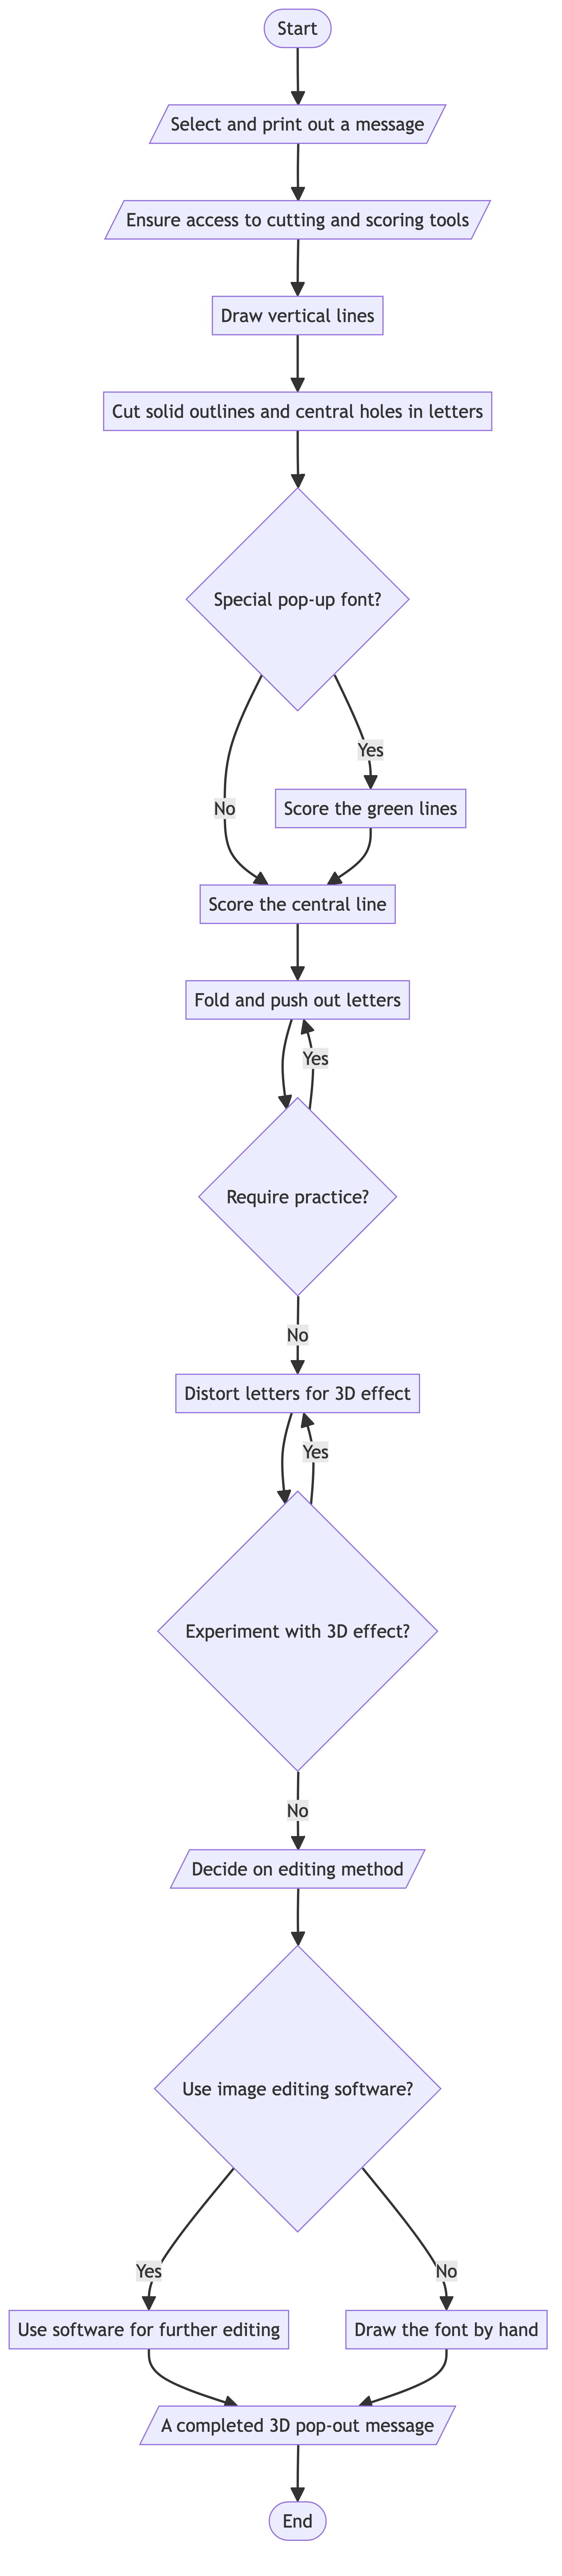 Start
Select and print out a message
Ensure access to cutting and scoring tools
Draw vertical lines
Cut solid outlines and central holes in letters
Special pop-up font?
Yes
No
Score the green lines
Score the central line
Fold and push out letters
Yes
Require practice?
No
Distort letters for 3D effect
Yes
Experiment with 3D effect?
No
Decide on editing method
Use image editing software?
Yes
No
Use software for further editing
Draw the font by hand
A completed 3D pop-out message
End